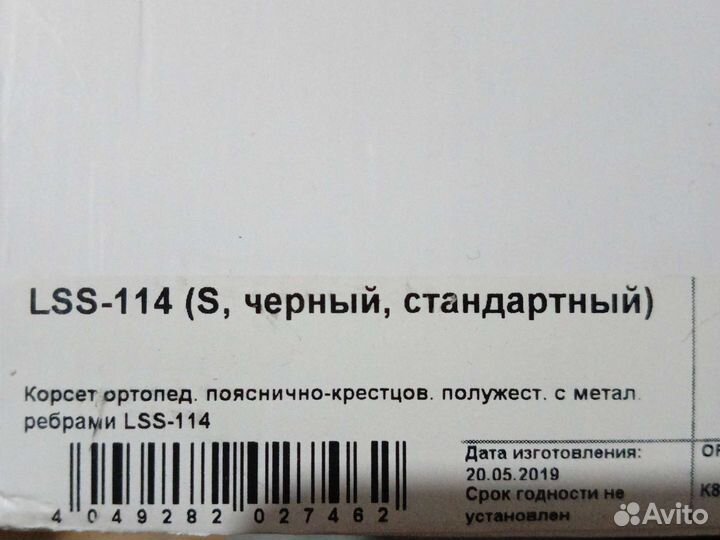 LSS-114 (S, черный, стандартный)
Корсет ортопед. пояснично-крестцов. полужест. с метал.
ребрами LSS-114
Дата изготовления:
20.05.2019
Срок годности не
установлен
4 049282 027462
Avito